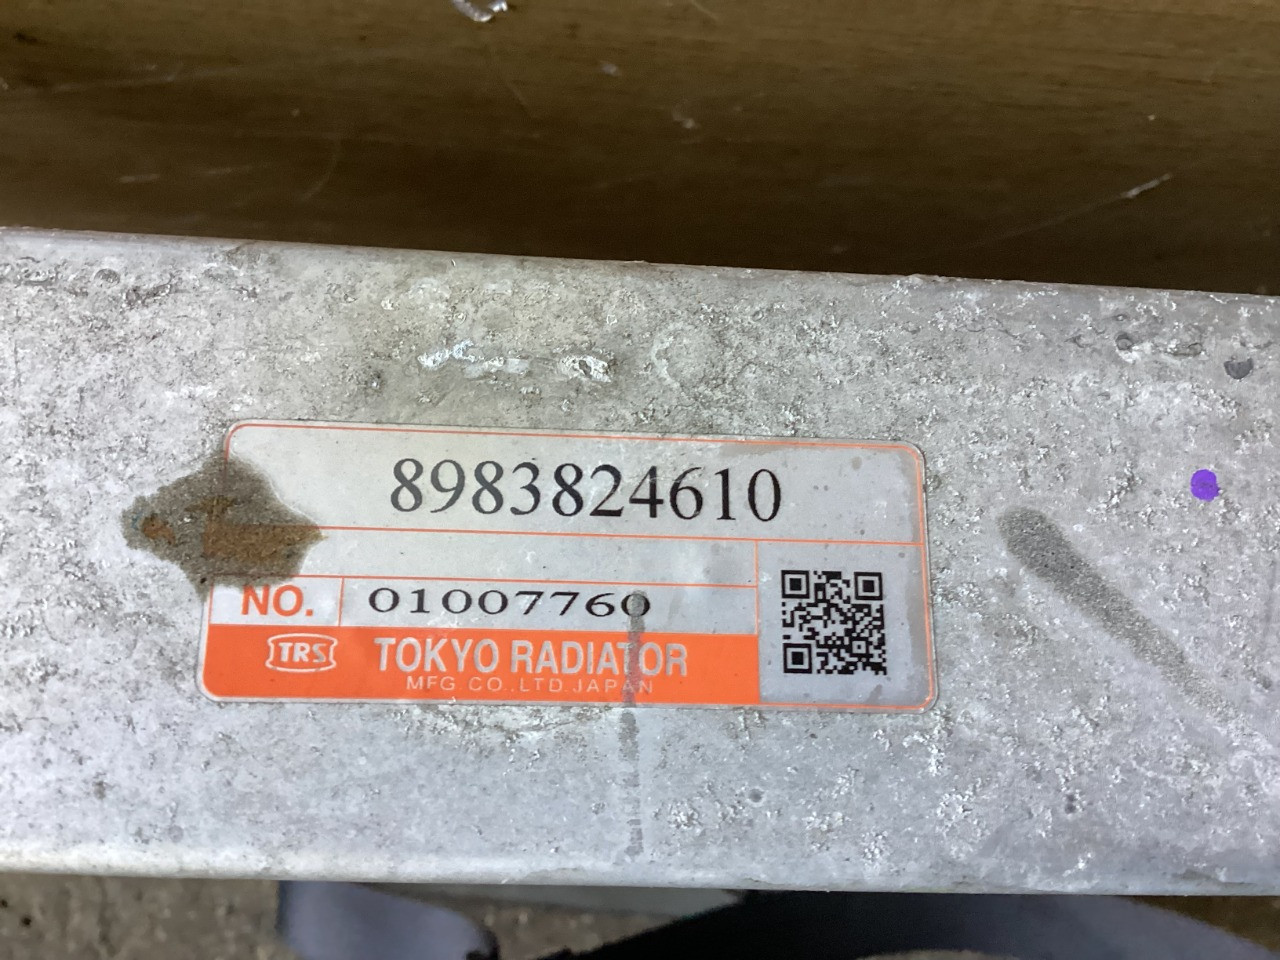 8983824610
NO. 01007760
TRS TOKYO RADIATOR
MFG CO.,LTD.JAPAN